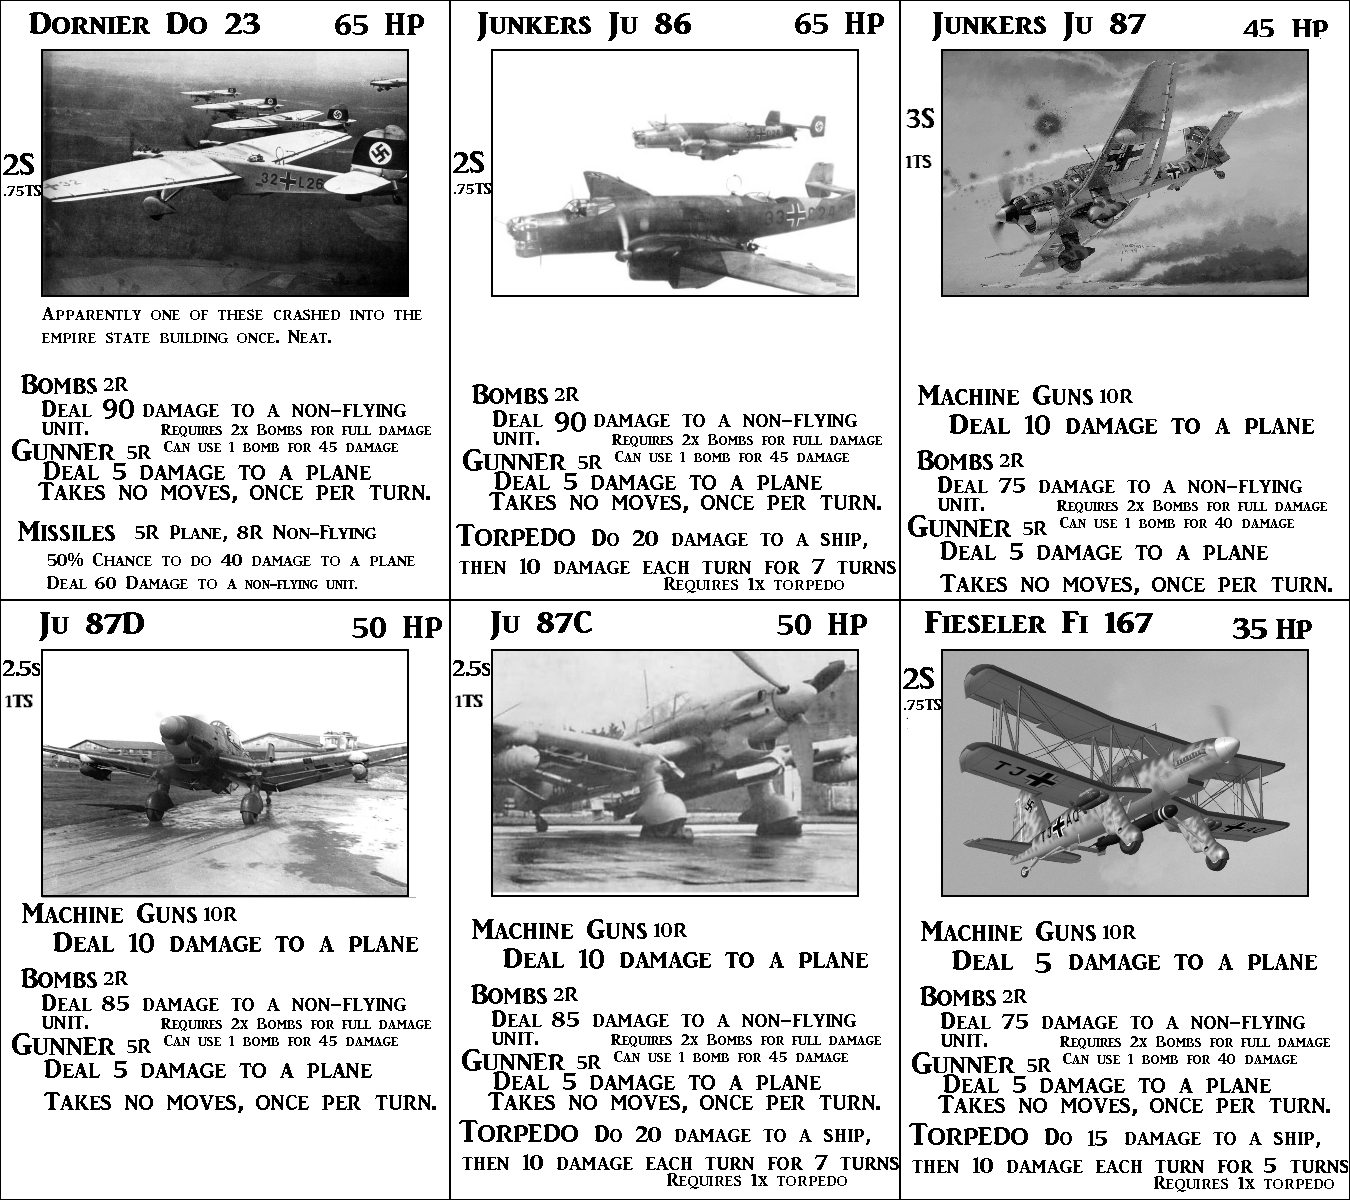 Dornier Do 23 65 HP
2S
.75TS
32 L26
Apparently one of these crashed into the
empire state building once. Neat.
Bombs 2R
Deal 90 damage to a non-flying
unit. Requires 2x Bombs for full damage
Can use 1 bomb for 45 damage
Gunner 5R
Deal 5 damage to a plane
Takes no moves, once per turn.
Missiles 5R Plane, 8R Non-Flying
50% Chance to do 40 damage to a plane
Deal 60 Damage to a non-flying unit.
Junkers Ju 86 65 HP
2S
.75TS
Bombs 2R
Deal 90 damage to a non-flying
unit. Requires 2x Bombs for full damage
Can use 1 bomb for 45 damage
Gunner 5R
Deal 5 damage to a plane
Takes no moves, once per turn.
Torpedo Do 20 damage to a ship,
then 10 damage each turn for 7 turns
Requires 1x torpedo
Junkers Ju 87 45 HP
3S
1TS
Machine Guns 10R
Deal 10 damage to a plane
Bombs 2R
Deal 75 damage to a non-flying
unit. Requires 2x Bombs for full damage
Can use 1 bomb for 40 damage
Gunner 5R
Deal 5 damage to a plane
Takes no moves, once per turn.
Ju 87D 50 HP
2.5s
1TS
Machine Guns 10R
Deal 10 damage to a plane
Bombs 2R
Deal 85 damage to a non-flying
unit. Requires 2x Bombs for full damage
Can use 1 bomb for 45 damage
Gunner 5R
Deal 5 damage to a plane
Takes no moves, once per turn.
Ju 87C 50 HP
2.5s
1TS
Machine Guns 10R
Deal 10 damage to a plane
Bombs 2R
Deal 85 damage to a non-flying
unit. Requires 2x Bombs for full damage
Can use 1 bomb for 45 damage
Gunner 5R
Deal 5 damage to a plane
Takes no moves, once per turn.
Torpedo Do 20 damage to a ship,
then 10 damage each turn for 7 turns
Requires 1x torpedo
Fieseler Fi 167 35 HP
2S
.75TS
TJ
TJ AO
AO
Machine Guns 10R
Deal 5 damage to a plane
Bombs 2R
Deal 75 damage to a non-flying
unit. Requires 2x Bombs for full damage
Can use 1 bomb for 40 damage
Gunner 5R
Deal 5 damage to a plane
Takes no moves, once per turn.
Torpedo Do 15 damage to a ship,
then 10 damage each turn for 5 turns
Requires 1x torpedo